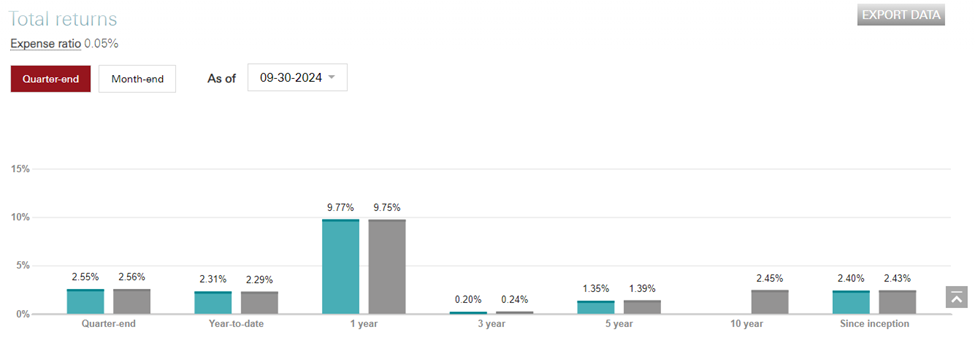 Total returns
EXPORT DATA
Expense ratio 0.05%
Quarter-end
Month-end
As of
09-30-2024
15%
10%
5%
0%
2.55%
2.56%
2.31%
2.29%
9.77%
9.75%
0.20%
0.24%
1.35%
1.39%
2.45%
2.40%
2.43%
Quarter-end
Year-to-date
1 year
3 year
5 year
10 year
Since inception